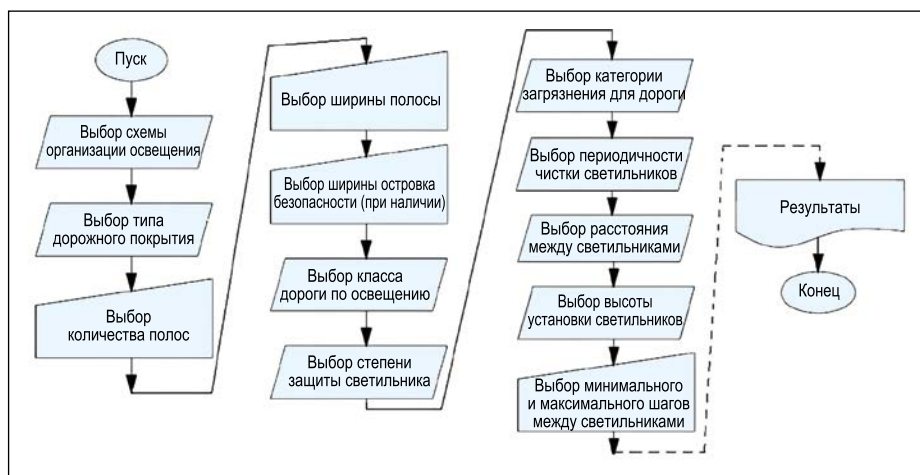 Пуск
Выбор схемы
организации освещения
Выбор типа
дорожного покрытия
Выбор
количества полос
Выбор ширины полосы
Выбор ширины островка
безопасности (при наличии)
Выбор класса
дороги по освещению
Выбор степени
защиты светильника
Выбор категории
загрязнения для дороги
Выбор периодичности
чистки светильников
Выбор расстояния
между светильниками
Выбор высоты
установки светильников
Выбор минимального
и максимального шагов
между светильниками
Результаты
Конец